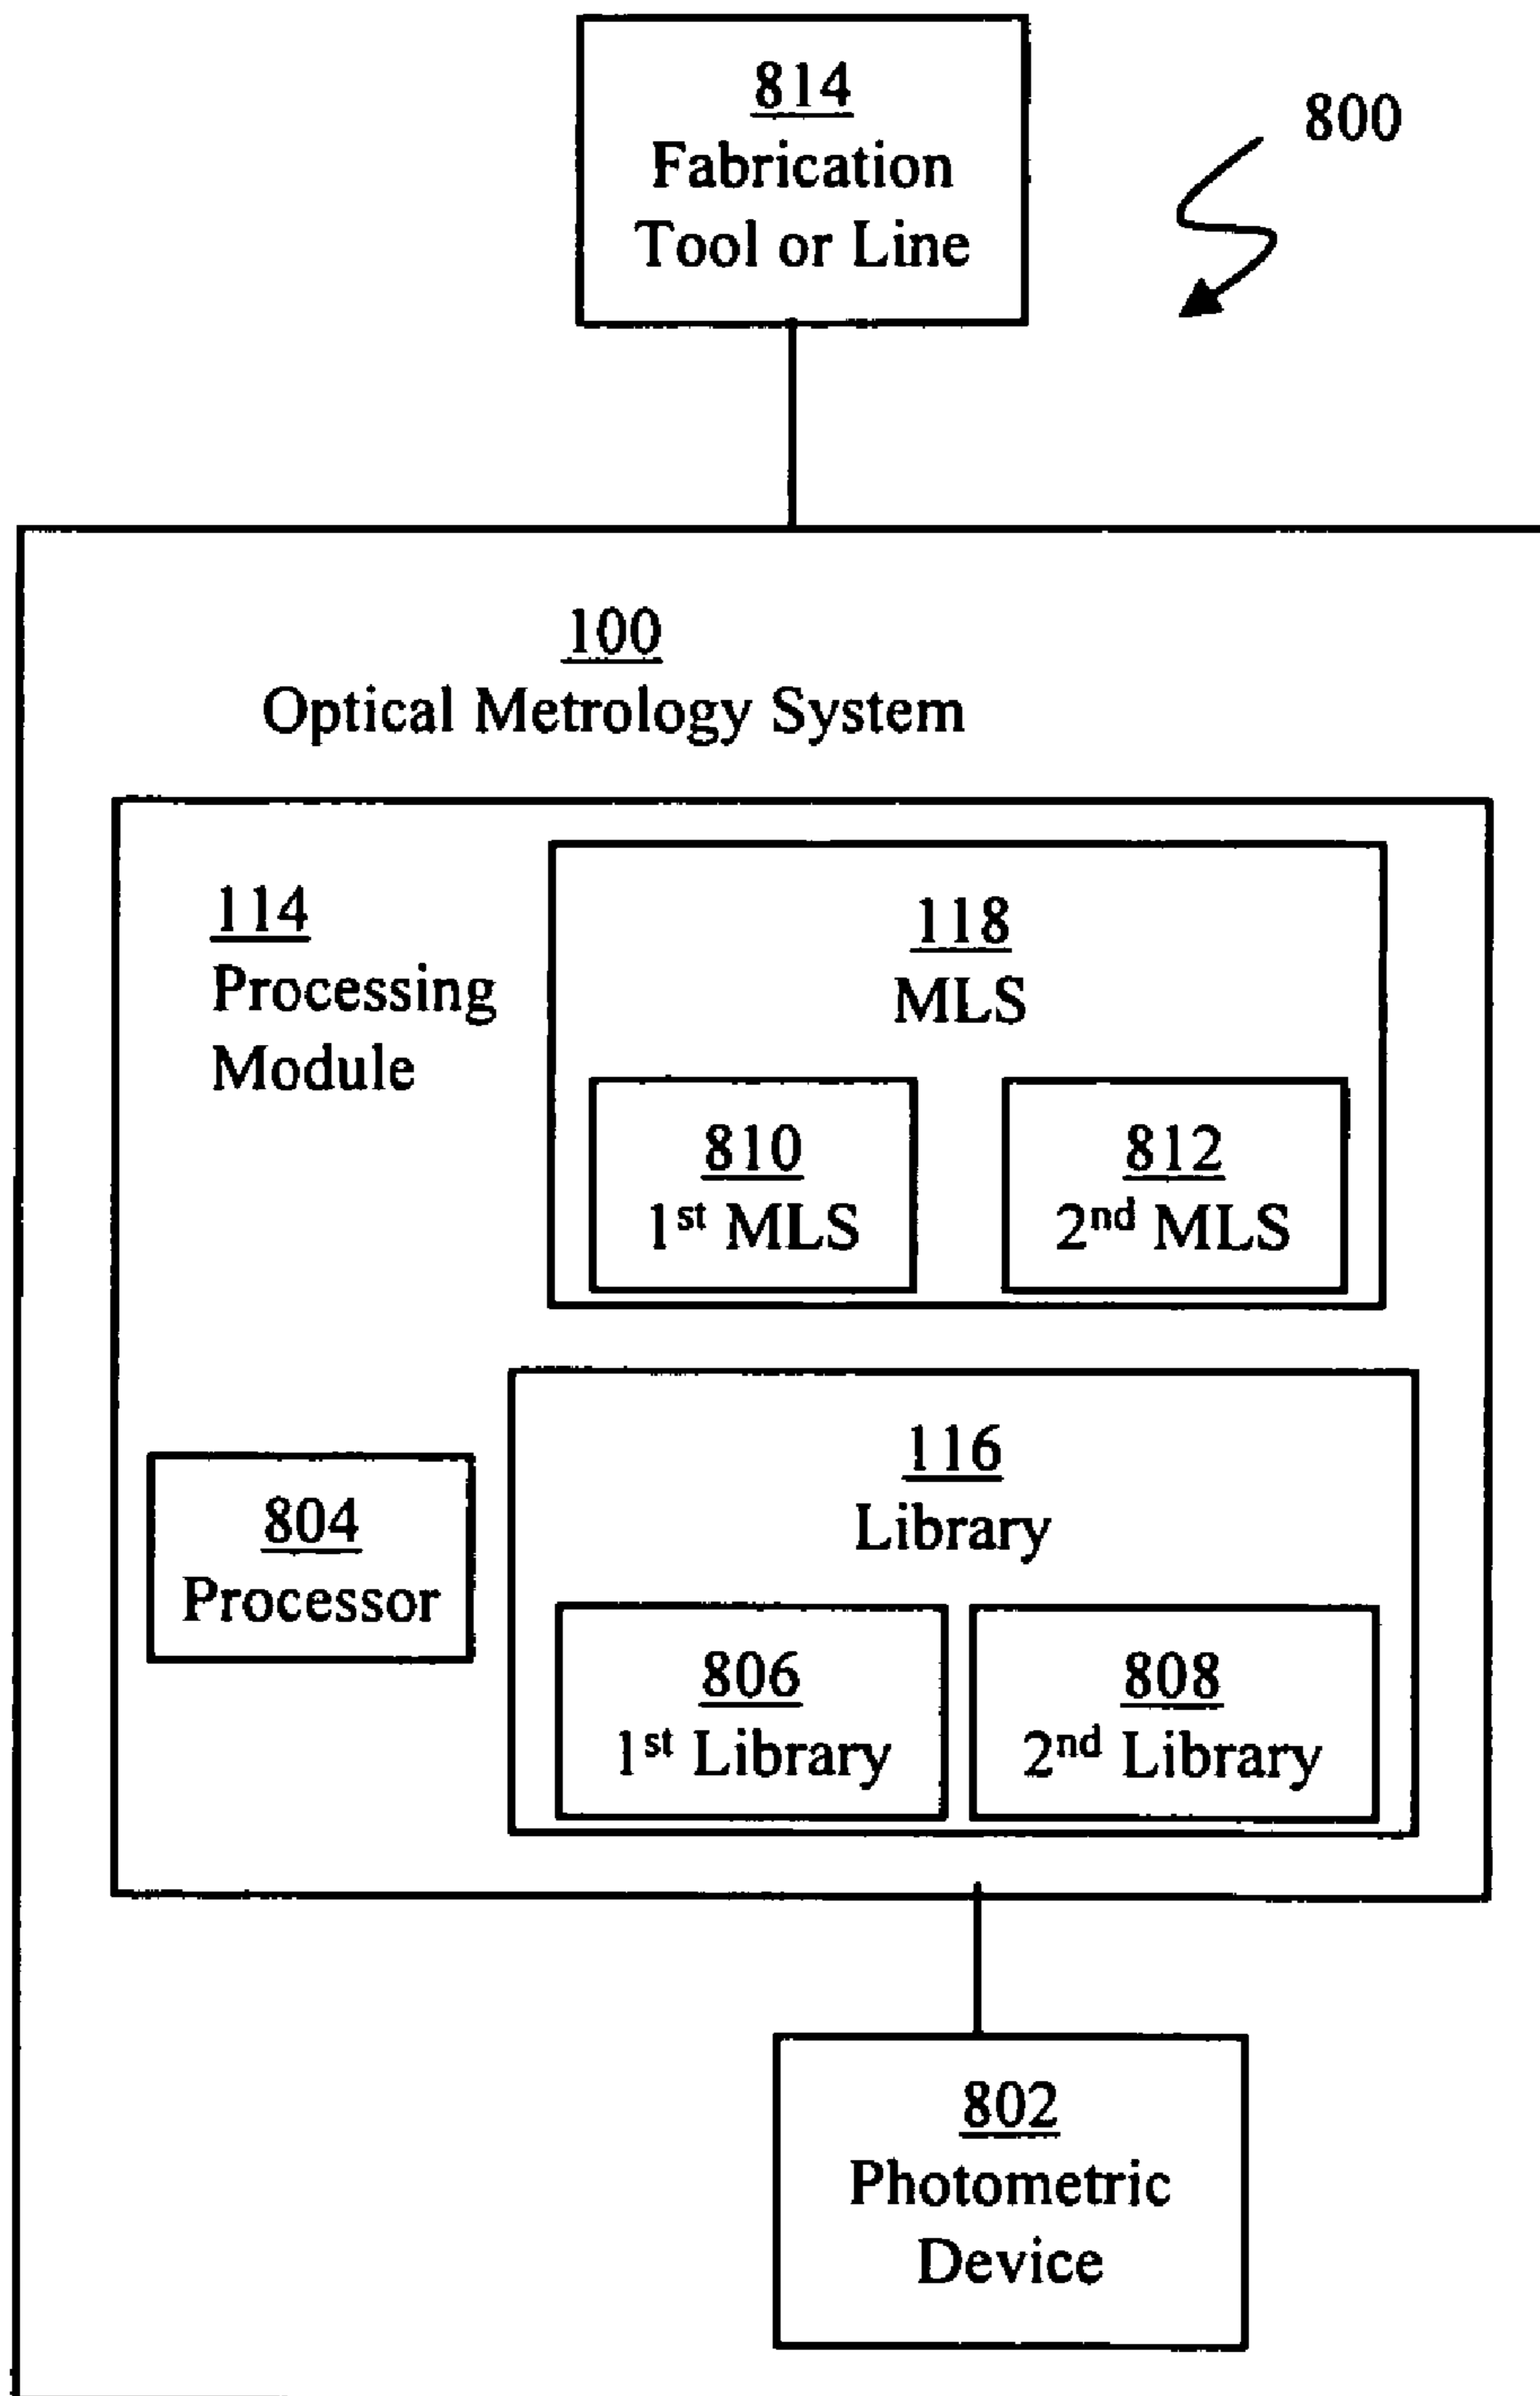 814
Fabrication
Tool or Line
800
100
Optical Metrology System
114
Processing
Module
118
MLS
810
1st MLS
812
2nd MLS
804
Processor
116
Library
806
1st Library
808
2nd Library
802
Photometric
Device